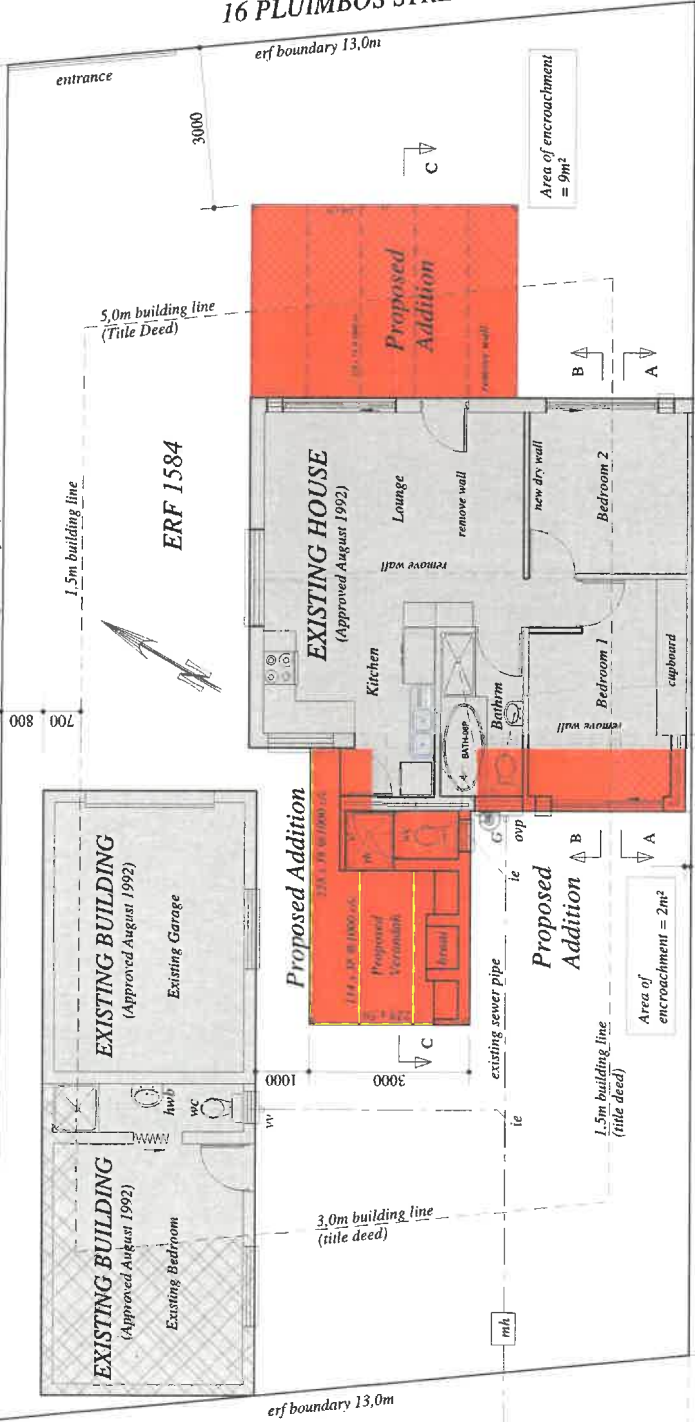 16 PLUIMBOS
erf boundary 13,0m
entrance
3000
C
Area of encroachment
= 9m²
Proposed
Addition
remove wall
5,0m building line
(Title Deed)
1,5m building line
ERF 1584
B
A
EXISTING HOUSE
(Approved August 1992)
Lounge
remove wall
remove wall
new dry wall
Bedroom 2
Kitchen
Bathrm
BATH-06P
Bedroom 1
remove wall
cupboard
800
700
EXISTING BUILDING
(Approved August 1992)
Existing Garage
Proposed Addition
Proposed
Verandah
braai
G
ovp
ie
B
A
Proposed
Addition
Area of
encroachment = 2m²
existing sewer pipe
C
1000
3000
hwb
wc
vv
ie
1,5m building line
(title deed)
EXISTING BUILDING
(Approved August 1992)
Existing Bedroom
3,0m building line
(title deed)
mh
erf boundary 13,0m